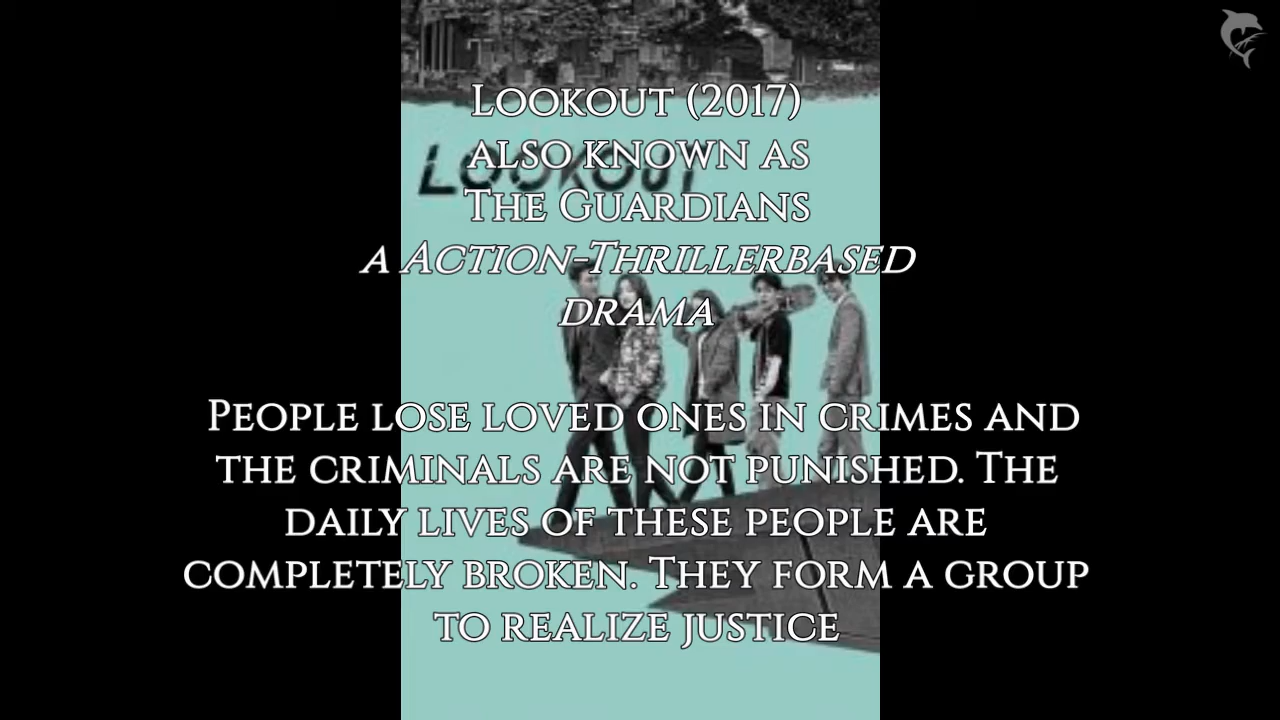 Lookout (2017)
also known as
LOOKOUT
The Guardians
a Action-Thrillerbased
drama
People lose loved ones in crimes and
the criminals are not punished. The
daily lives of these people are
completely broken. They form a group
to realize justice